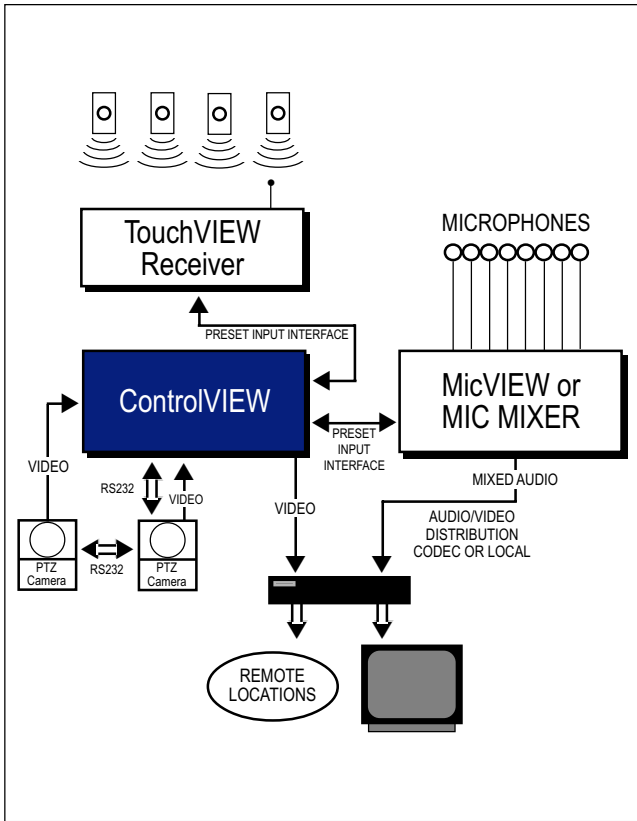 TouchVIEW
Receiver
MICROPHONES
PRESET INPUT INTERFACE
ControlVIEW
MicVIEW or
MIC MIXER
PRESET
INPUT
INTERFACE
VIDEO
RS232
VIDEO
VIDEO
MIXED AUDIO
AUDIO/VIDEO
DISTRIBUTION
CODEC OR LOCAL
PTZ
Camera
RS232
PTZ
Camera
REMOTE
LOCATIONS